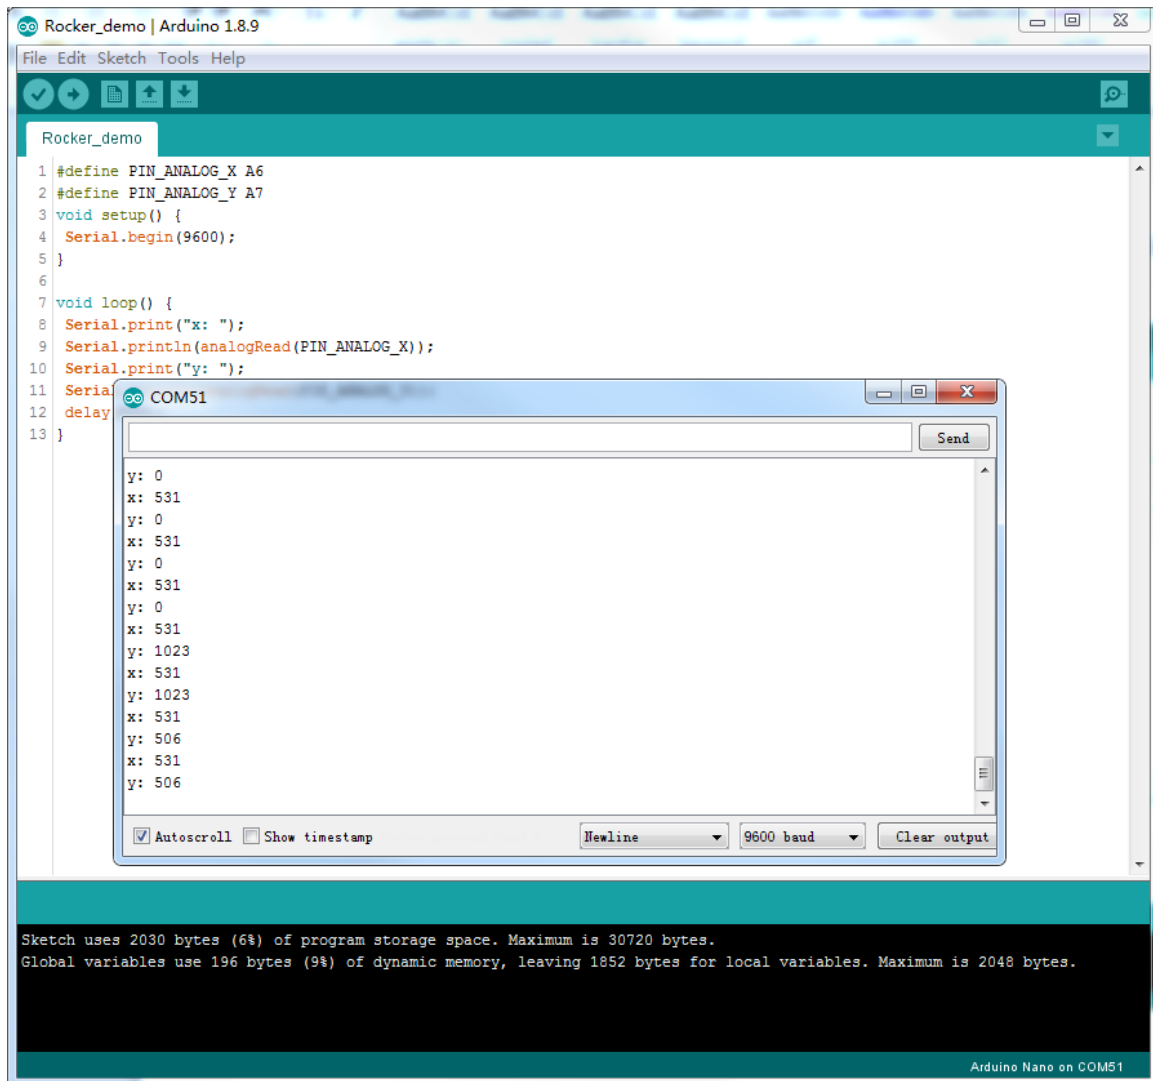 Rocker_demo | Arduino 1.8.9
File Edit Sketch Tools Help
Rocker_demo
1 #define PIN_ANALOG_X A6
2 #define PIN_ANALOG_Y A7
3 void setup() {
4 Serial.begin(9600);
5 }
6
7 void loop() {
8 Serial.print("x: ");
9 Serial.println(analogRead(PIN_ANALOG_X));
10 Serial.print("y: ");
11 Serial
12 delay
13 }
COM51
Send
y: 0
x: 531
y: 0
x: 531
y: 0
x: 531
y: 0
x: 531
y: 1023
x: 531
y: 1023
x: 531
y: 506
x: 531
y: 506
Autoscroll Show timestamp Newline 9600 baud Clear output
Sketch uses 2030 bytes (6%) of program storage space. Maximum is 30720 bytes.
Global variables use 196 bytes (9%) of dynamic memory, leaving 1852 bytes for local variables. Maximum is 2048 bytes.
Arduino Nano on COM51